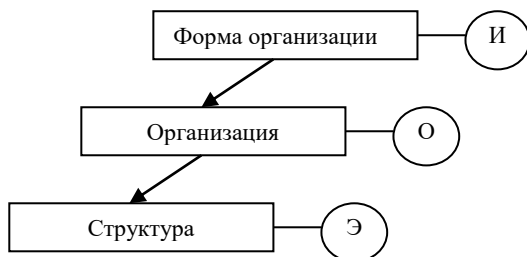 Форма организации
И
Организация
О
Структура
Э